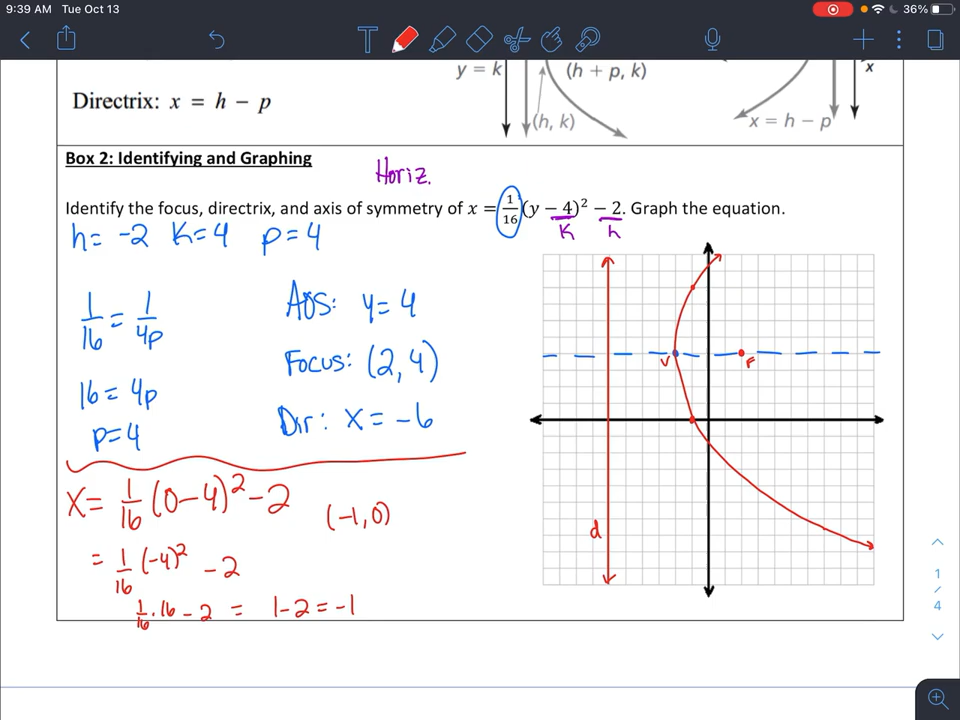 9:39 AM Tue Oct 13
36%
T
y = k
(h + p, k)
x
Directrix: x = h − p
(h, k)
x = h − p
Box 2: Identifying and Graphing
Horiz.
Identify the focus, directrix, and axis of symmetry of x = 1/16 (y − 4)² − 2. Graph the equation.
K h
h = -2 K = 4 p = 4
1/16 = 1/4p
16 = 4p
p = 4
AOS: y = 4
Focus: (2, 4)
Dir: x = -6
V
F
d
x = 1/16 (0 - 4)² - 2
(-1, 0)
= 1/16 (-4)² - 2
1/16 · 16 - 2 = 1 - 2 = -1
1
/
4